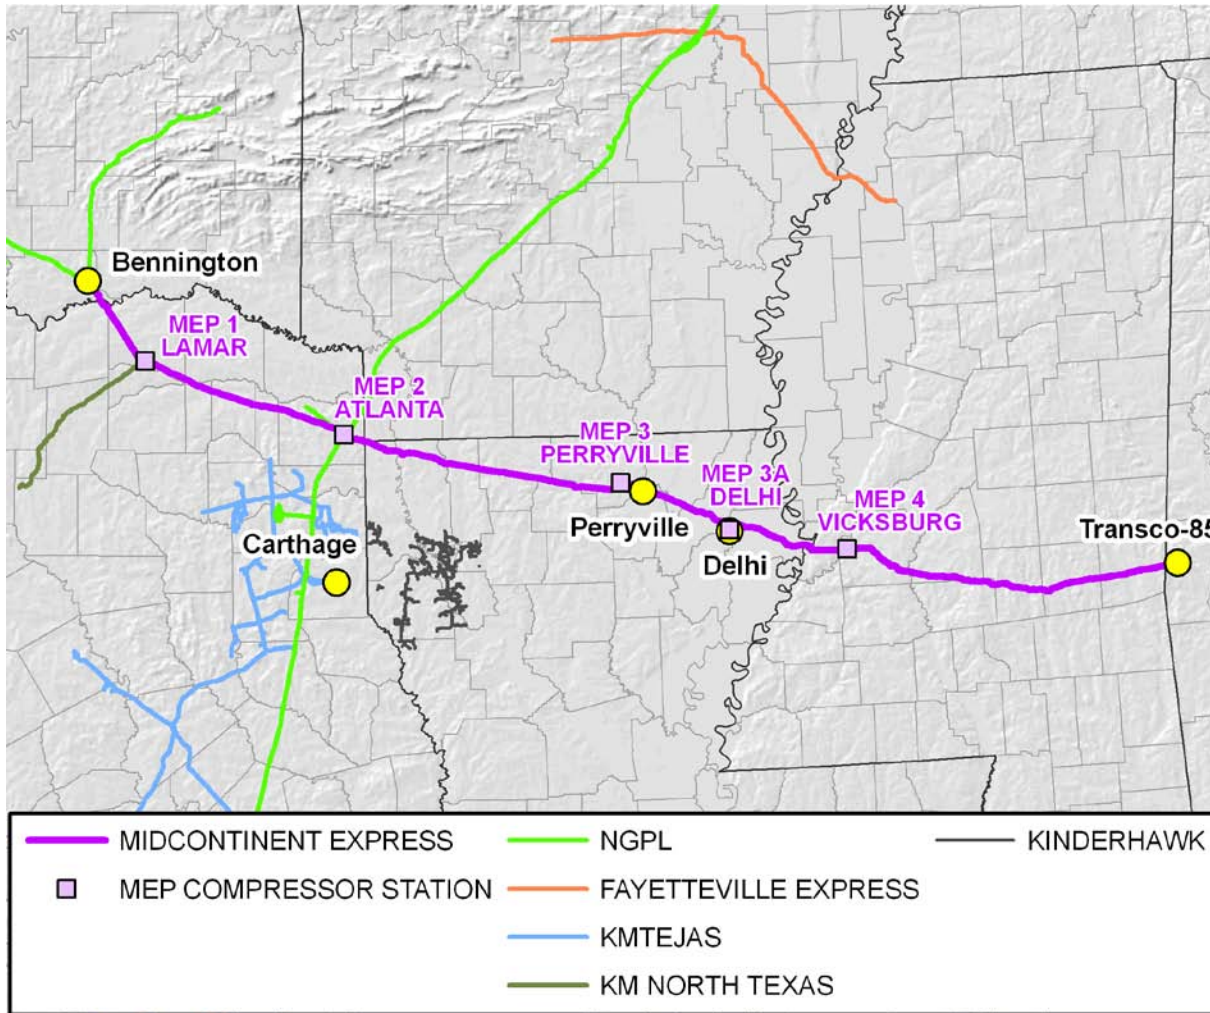 Bennington
MEP 1
LAMAR
MEP 2
ATLANTA
MEP 3
PERRYVILLE
MEP 3A
DELHI
MEP 4
VICKSBURG
Perryville
Transco-85
Carthage
Delhi
MIDCONTINENT EXPRESS
NGPL
KINDERHAWK
MEP COMPRESSOR STATION
FAYETTEVILLE EXPRESS
KMTEJAS
KM NORTH TEXAS